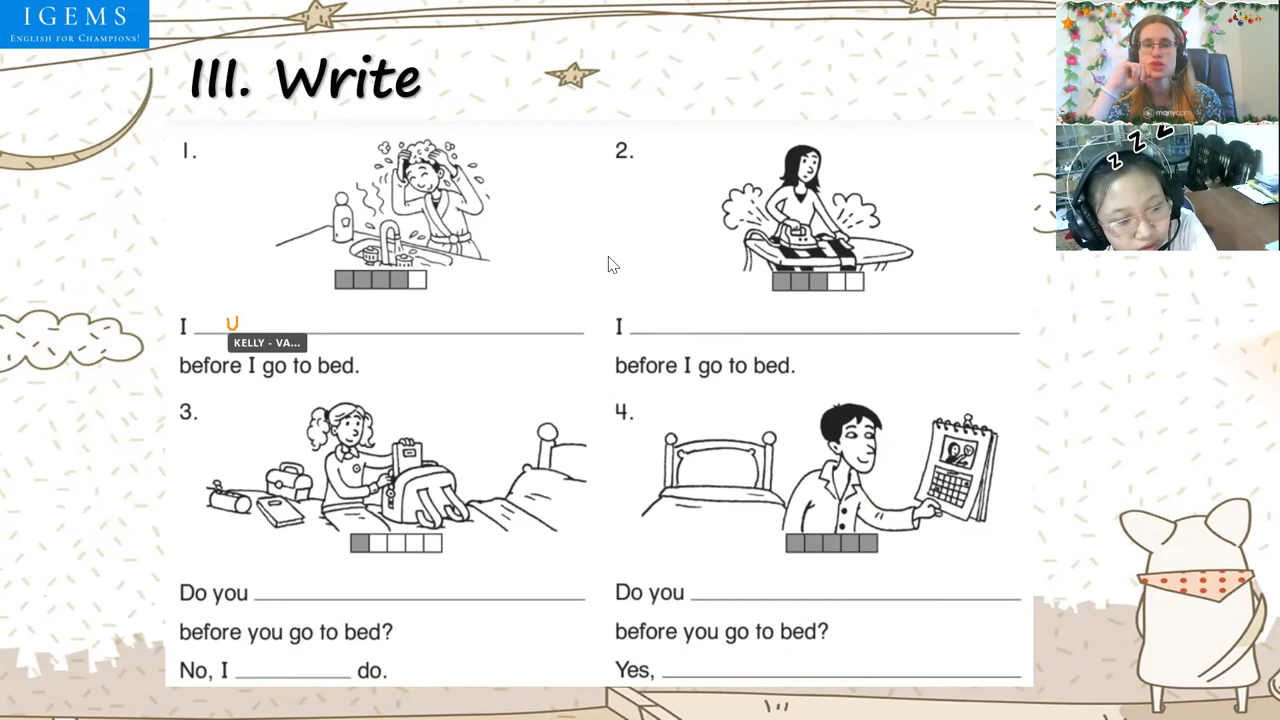 IGEMS
ENGLISH FOR CHAMPIONS!
III. Write
1.
2.
manycam
z z Z
I U
KELLY - VA...
before I go to bed.
I
before I go to bed.
3.
4.
Do you
before you go to bed?
No, I do.
Do you
before you go to bed?
Yes,